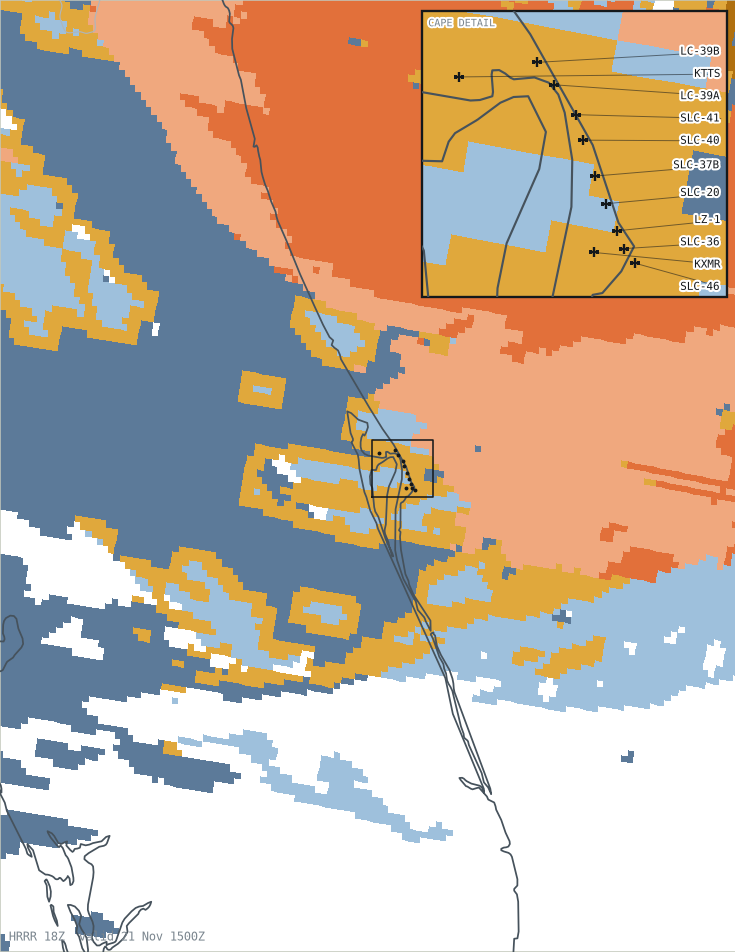 CAPE DETAIL
LC-39B
KTTS
LC-39A
SLC-41
SLC-40
SLC-37B
SLC-20
LZ-1
SLC-36
KXMR
SLC-46
HRRR 18Z  valid 21 Nov 1500Z